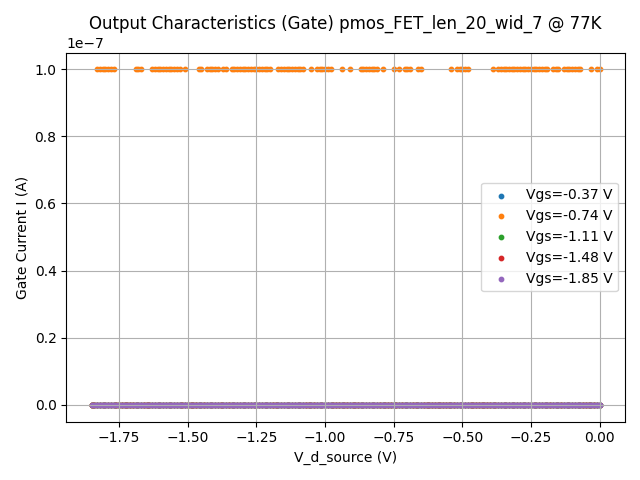 Output Characteristics (Gate) pmos_FET_len_20_wid_7 @ 77K
1e−7
1.0
0.8
0.6
0.4
0.2
0.0
Gate Current I (A)
Vgs=-0.37 V
Vgs=-0.74 V
Vgs=-1.11 V
Vgs=-1.48 V
Vgs=-1.85 V
−1.75 −1.50 −1.25 −1.00 −0.75 −0.50 −0.25 0.00
V_d_source (V)